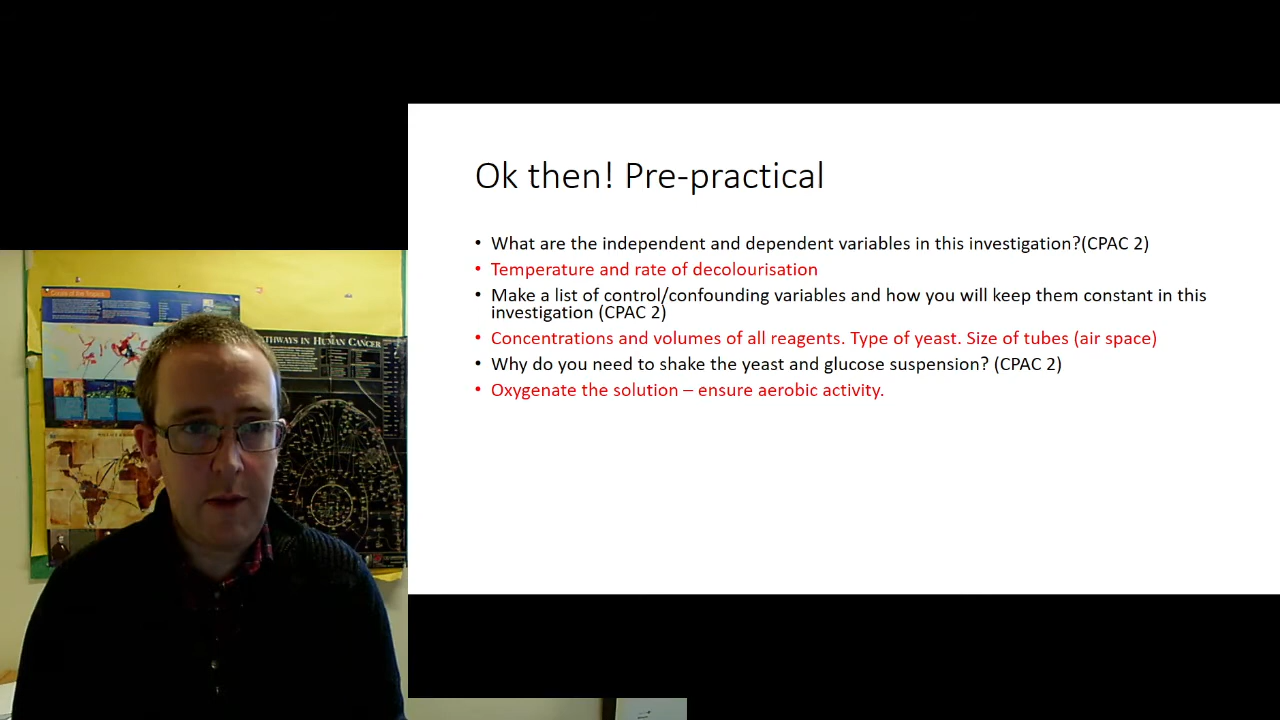 Ok then! Pre-practical
• What are the independent and dependent variables in this investigation?(CPAC 2)
• Temperature and rate of decolourisation
• Make a list of control/confounding variables and how you will keep them constant in this
investigation (CPAC 2)
• Concentrations and volumes of all reagents. Type of yeast. Size of tubes (air space)
• Why do you need to shake the yeast and glucose suspension? (CPAC 2)
• Oxygenate the solution – ensure aerobic activity.
PATHWAYS IN HUMAN CANCER